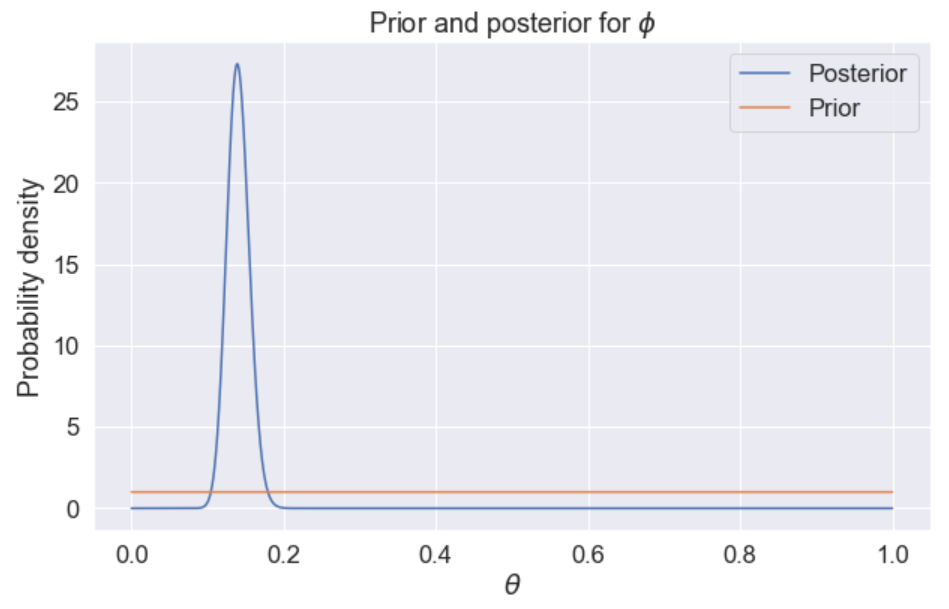 Prior and posterior for ϕ
Posterior
Prior
Probability density
25
20
15
10
5
0
0.0 0.2 0.4 0.6 0.8 1.0
θ